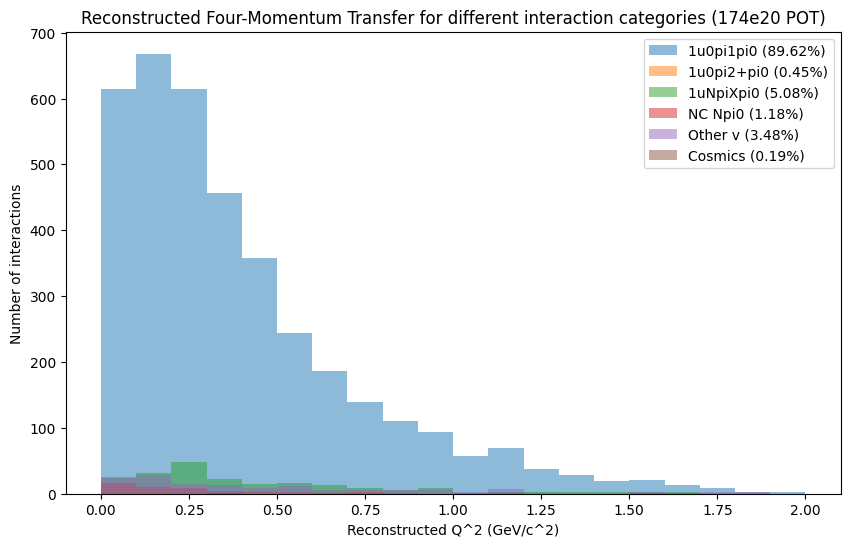 Reconstructed Four-Momentum Transfer for different interaction categories (174e20 POT)
Number of interactions
700
600
500
400
300
200
100
0
1u0pi1pi0 (89.62%)
1u0pi2+pi0 (0.45%)
1uNpiXpi0 (5.08%)
NC Npi0 (1.18%)
Other v (3.48%)
Cosmics (0.19%)
0.00 0.25 0.50 0.75 1.00 1.25 1.50 1.75 2.00
Reconstructed Q^2 (GeV/c^2)